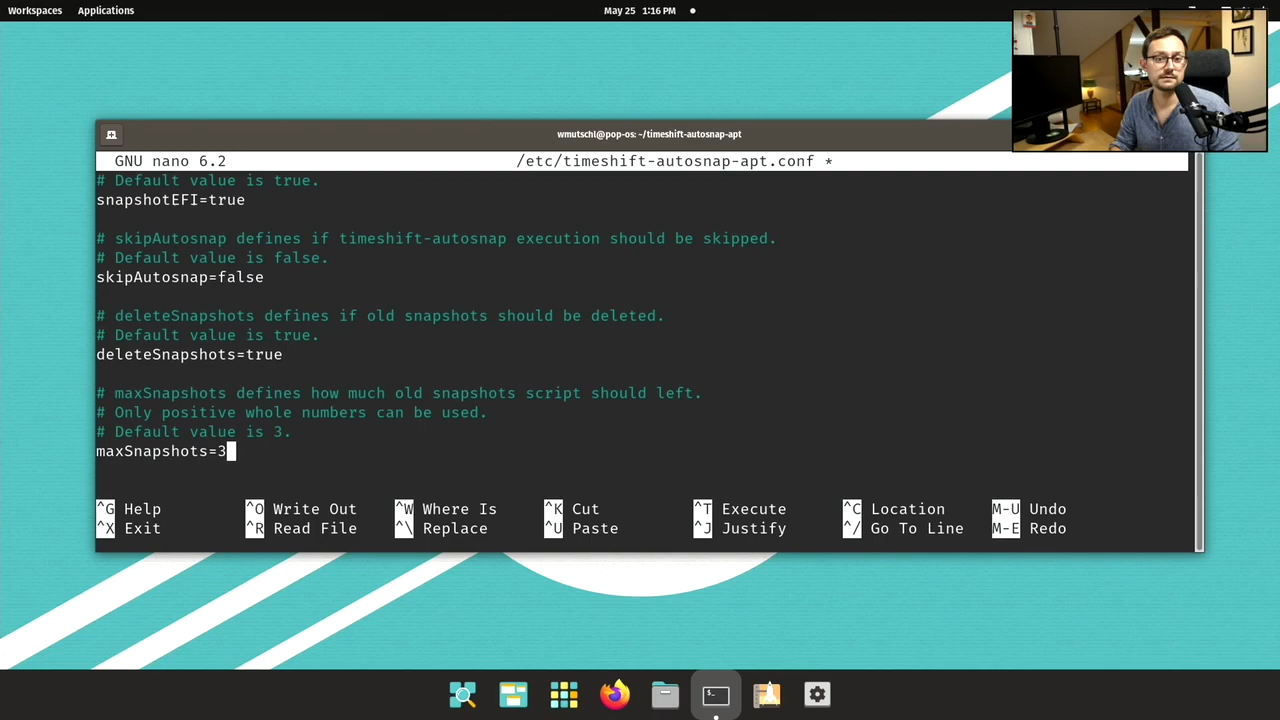 Workspaces Applications May 25 1:16 PM
wmutschl@pop-os: ~/timeshift-autosnap-apt
GNU nano 6.2 /etc/timeshift-autosnap-apt.conf *
# Default value is true.
snapshotEFI=true
# skipAutosnap defines if timeshift-autosnap execution should be skipped.
# Default value is false.
skipAutosnap=false
# deleteSnapshots defines if old snapshots should be deleted.
# Default value is true.
deleteSnapshots=true
# maxSnapshots defines how much old snapshots script should left.
# Only positive whole numbers can be used.
# Default value is 3.
maxSnapshots=3
^G Help ^O Write Out ^W Where Is ^K Cut ^T Execute ^C Location M-U Undo
^X Exit ^R Read File ^\ Replace ^U Paste ^J Justify ^/ Go To Line M-E Redo
$_